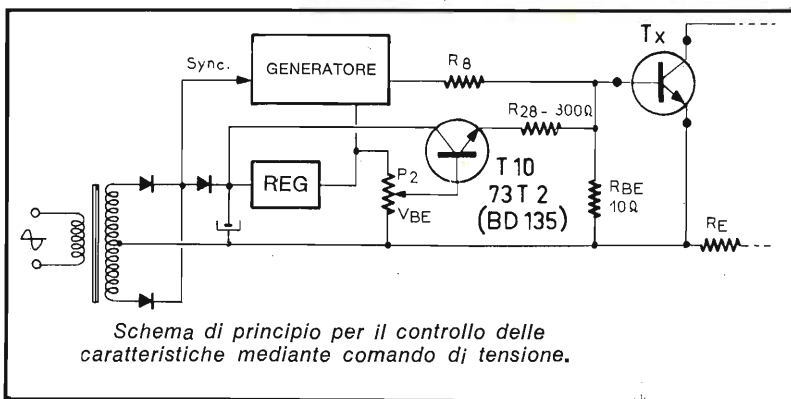 Tx
Sync.
GENERATORE
R8
R28 - 300Ω
T 10
73 T 2
(BD 135)
REG
P2
VBE
RBE
10Ω
RE
Schema di principio per il controllo delle
caratteristiche mediante comando di tensione.